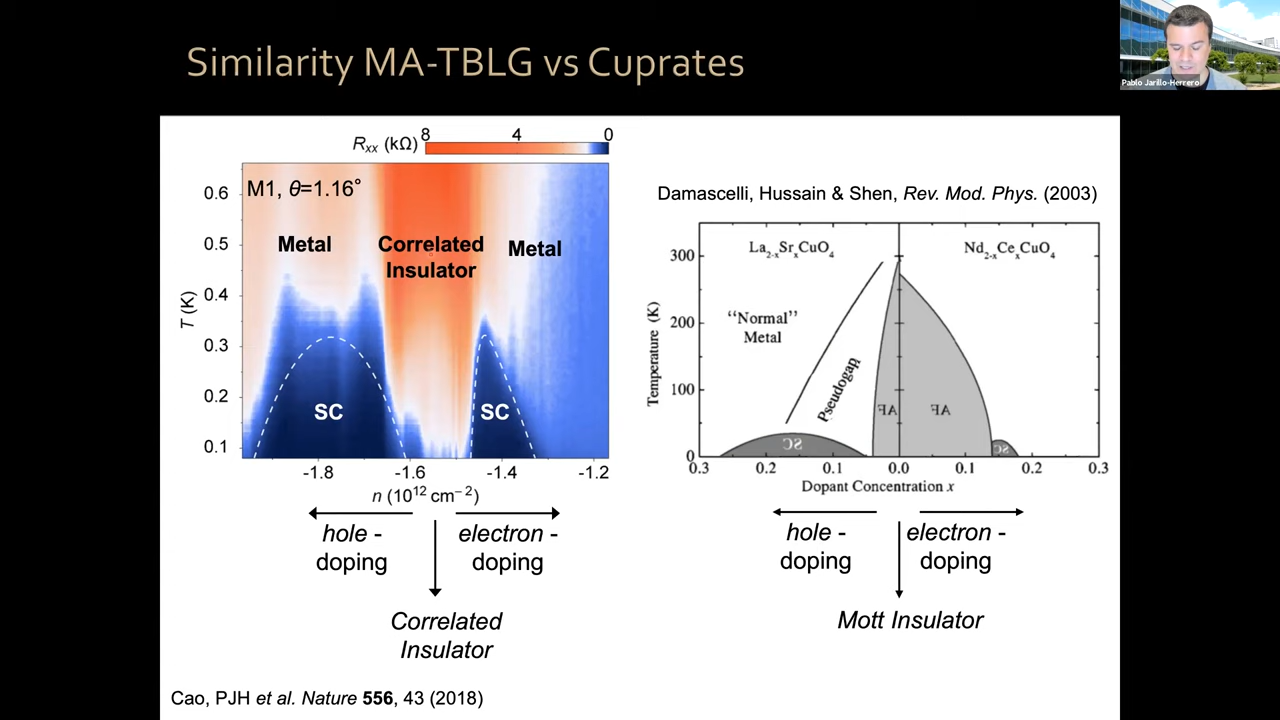 Similarity MA-TBLG vs Cuprates
Pablo Jarillo-Herrero
Rxx (kΩ) 8 4 0
M1, θ=1.16°
Metal
Correlated
Insulator
Metal
SC
SC
T (K)
0.6
0.5
0.4
0.3
0.2
0.1
-1.8 -1.6 -1.4 -1.2
n (10¹² cm⁻²)
hole -
doping
electron -
doping
Correlated
Insulator
Cao, PJH et al. Nature 556, 43 (2018)
Damascelli, Hussain & Shen, Rev. Mod. Phys. (2003)
La2-xSrxCuO4
Nd2-xCexCuO4
"Normal"
Metal
Pseudogap
AF
AF
SC
SC
Temperature (K)
300
200
100
0
0.3 0.2 0.1 0.0 0.1 0.2 0.3
Dopant Concentration x
hole -
doping
electron -
doping
Mott Insulator